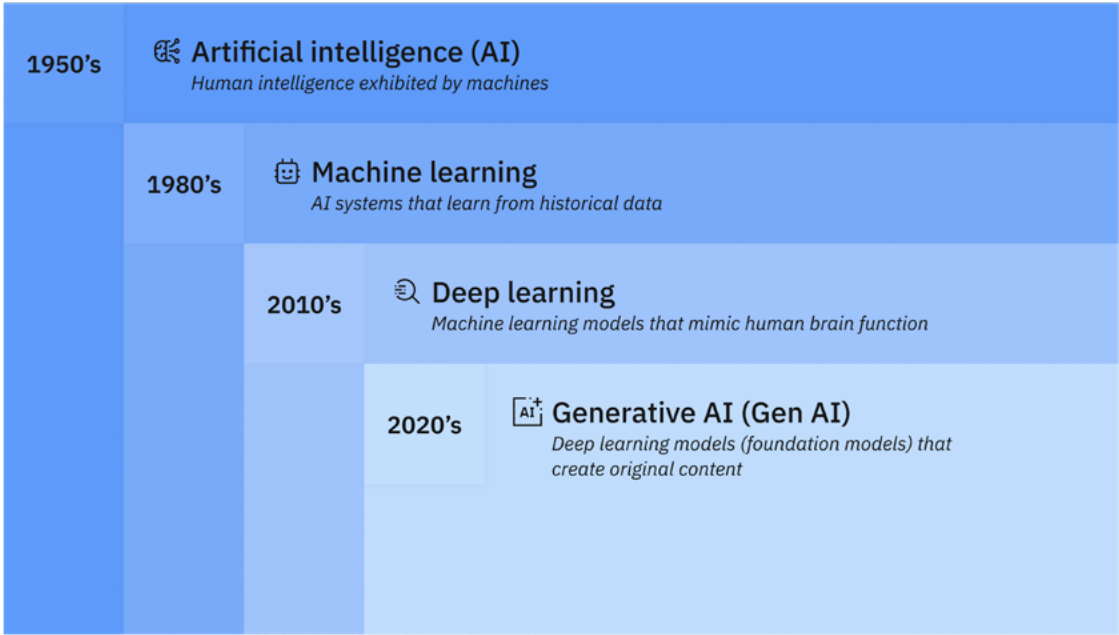 1950's
Artificial intelligence (AI)
Human intelligence exhibited by machines
1980's
Machine learning
AI systems that learn from historical data
2010's
Deep learning
Machine learning models that mimic human brain function
2020's
AI
Generative AI (Gen AI)
Deep learning models (foundation models) that
create original content